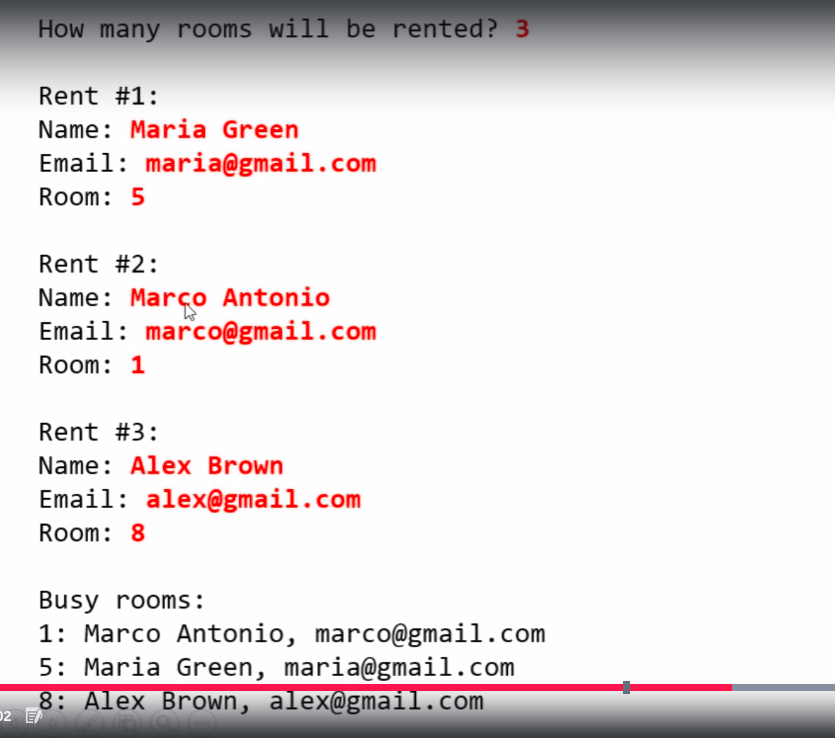 How many rooms will be rented? 3
Rent #1:
Name: Maria Green
Email: maria@gmail.com
Room: 5
Rent #2:
Name: Marco Antonio
Email: marco@gmail.com
Room: 1
Rent #3:
Name: Alex Brown
Email: alex@gmail.com
Room: 8
Busy rooms:
1: Marco Antonio, marco@gmail.com
5: Maria Green, maria@gmail.com
8: Alex Brown, alex@gmail.com
02